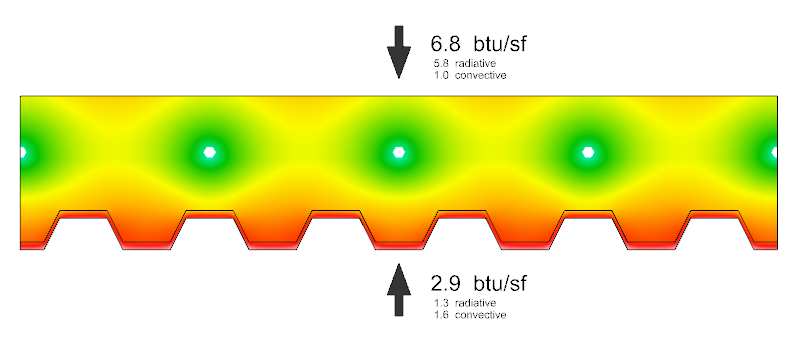 6.8 btu/sf
5.8 radiative
1.0 convective
2.9 btu/sf
1.3 radiative
1.6 convective